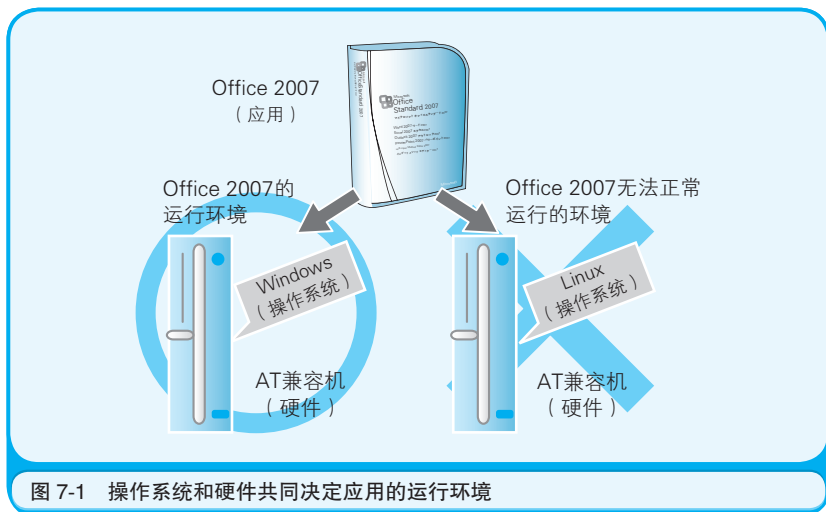 Office 2007
（应用）
Office
Standard 2007
Office 2007的
运行环境
Office 2007无法正常
运行的环境
Windows
（操作系统）
Linux
（操作系统）
AT兼容机
（硬件）
AT兼容机
（硬件）
图 7-1 操作系统和硬件共同决定应用的运行环境